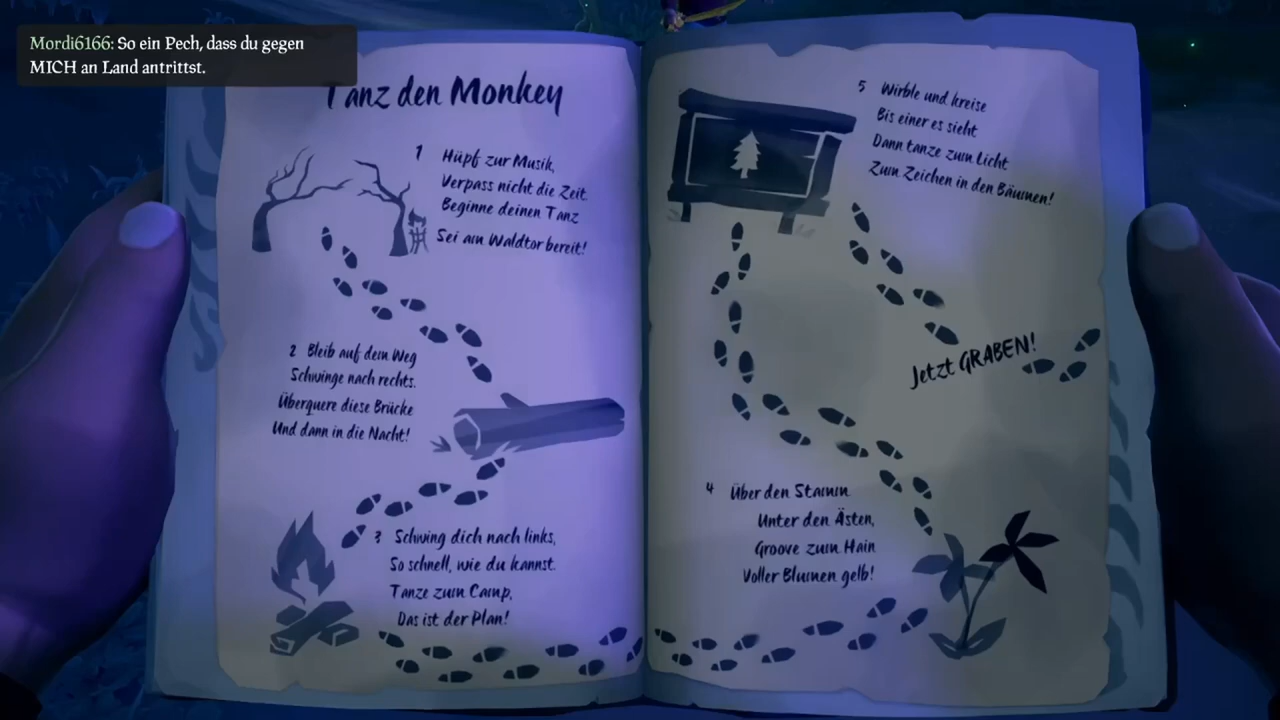 Mordi6166: So ein Pech, dass du gegen
MICH an Land antrittst.
Tanz den Monkey
1 Hüpf zur Musik,
Verpass nicht die Zeit
Beginne deinen Tanz
Sei am Waldtor bereit!
2 Bleib auf dem Weg
Schwinge nach rechts.
Überquere diese Brücke
Und dann in die Nacht!
3 Schwing dich nach links,
So schnell, wie du kannst.
Tanze zum Camp,
Das ist der Plan!
4 Über den Stamm
Unter den Ästen,
Groove zum Hain
Voller Blumen gelb!
5 Wirble und kreise
Bis einer es sieht
Dann tanze zum Licht
Zum Zeichen in den Bäumen!
Jetzt GRABEN!